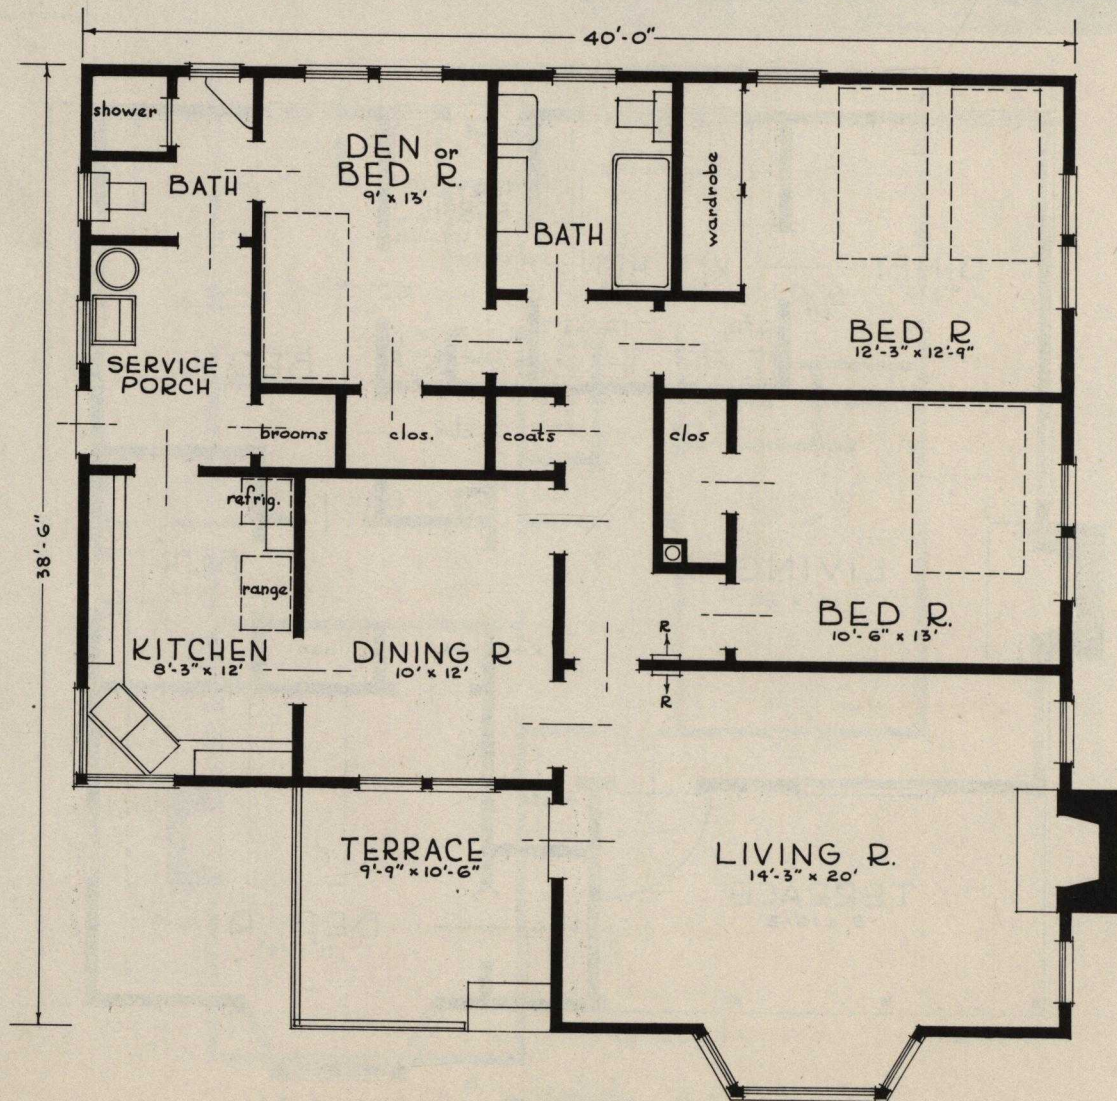 40'-0"
shower
BATH
DEN or
BED R.
9' x 13'
BATH
wardrobe
BED R
12'-3" x 12'-9"
SERVICE
PORCH
brooms
clos.
coats
clos
38'-6"
refrig.
range
KITCHEN
8'-3" x 12'
DINING R
10' x 12'
BED R.
10'-6" x 13'
R
R
TERRACE
9'-9" x 10'-6"
LIVING R.
14'-3" x 20'